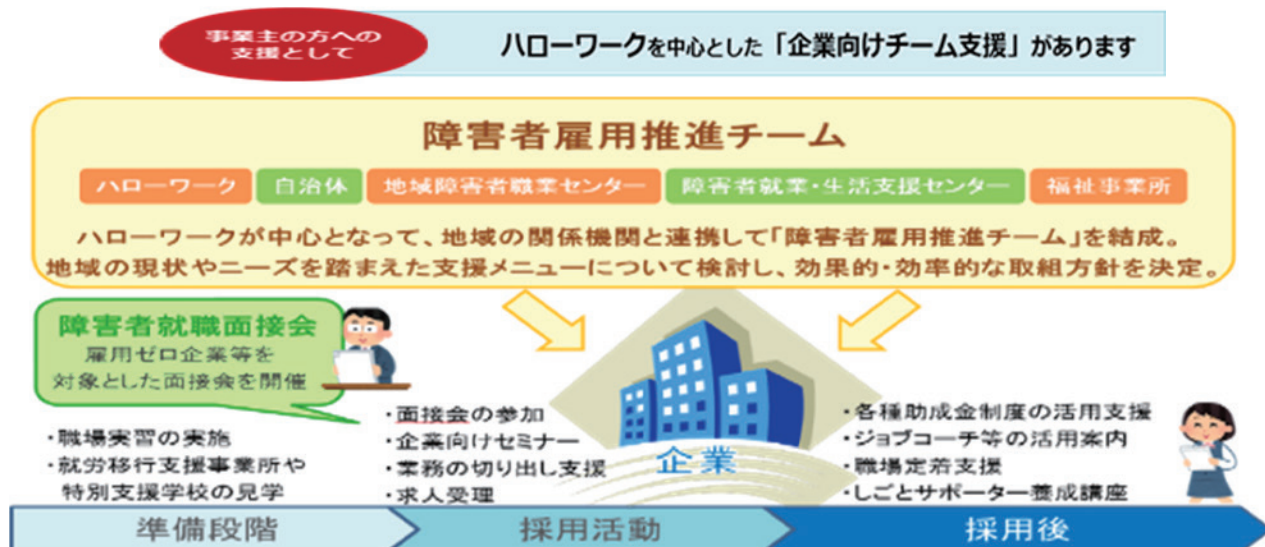 事業主の方への
支援として
ハローワークを中心とした「企業向けチーム支援」があります
障害者雇用推進チーム
ハローワーク
自治体
地域障害者職業センター
障害者就業・生活支援センター
福祉事業所
ハローワークが中心となって、地域の関係機関と連携して「障害者雇用推進チーム」を結成。
地域の現状やニーズを踏まえた支援メニューについて検討し、効果的・効率的な取組方針を決定。
障害者就職面接会
雇用ゼロ企業等を
対象とした面接会を開催
・職場実習の実施
・就労移行支援事業所や
特別支援学校の見学
・面接会の参加
・企業向けセミナー
・業務の切り出し支援
・求人受理
企業
・各種助成金制度の活用支援
・ジョブコーチ等の活用案内
・職場定着支援
・しごとサポーター養成講座
準備段階
採用活動
採用後